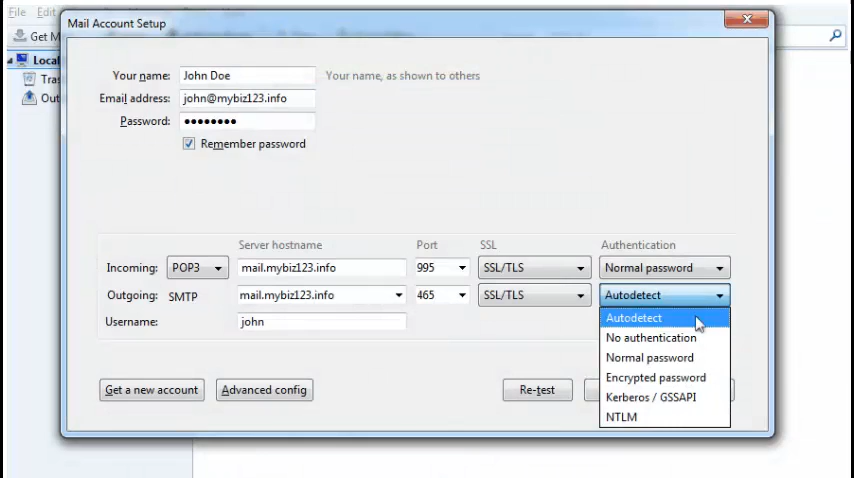 File Edit
Mail Account Setup
Get M
Local
Tras
Out
Your name: John Doe Your name, as shown to others
Email address: john@mybiz123.info
Password: ●●●●●●●●
Remember password
Server hostname Port SSL Authentication
Incoming: POP3 mail.mybiz123.info 995 SSL/TLS Normal password
Outgoing: SMTP mail.mybiz123.info 465 SSL/TLS Autodetect
Username: john
Autodetect
No authentication
Normal password
Encrypted password
Kerberos / GSSAPI
NTLM
Get a new account Advanced config Re-test